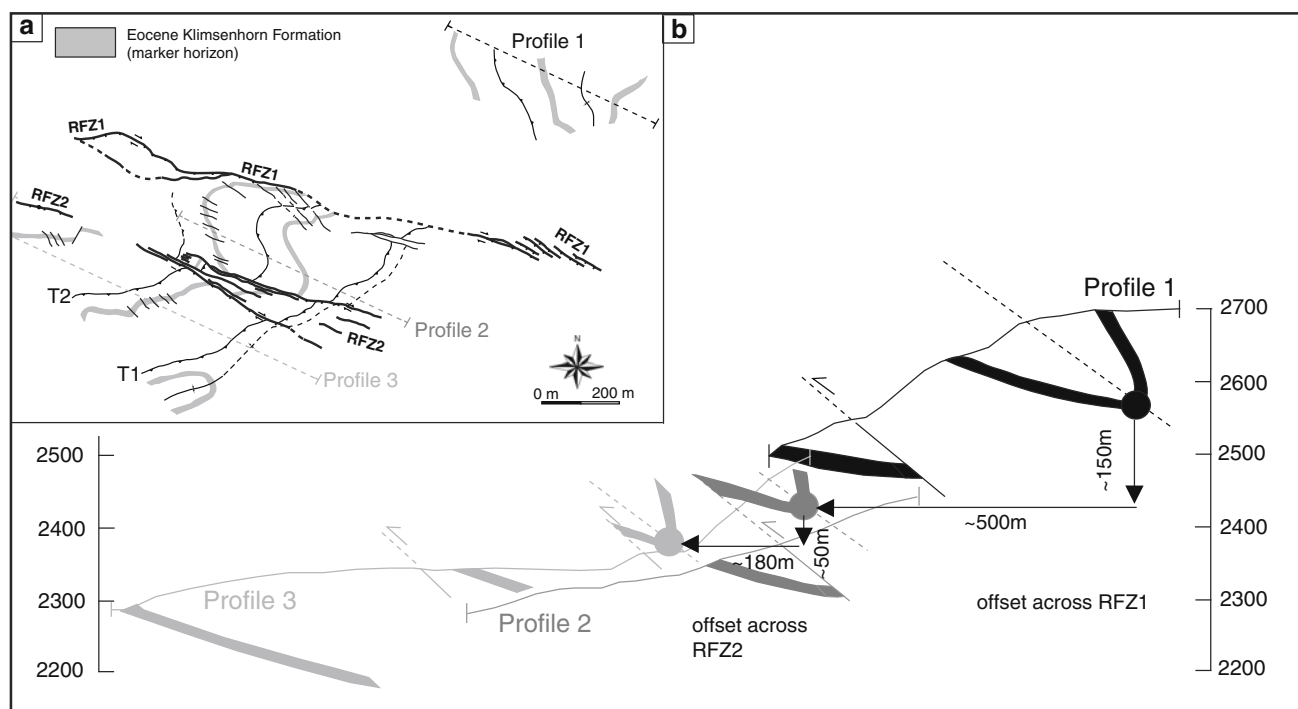 a
Eocene Klimsenhorn Formation
(marker horizon)
Profile 1
RFZ1
RFZ1
RFZ2
RFZ1
T2
Profile 2
RFZ2
T1
Profile 3
N
0 m 200 m
b
Profile 1
2700
2600
2500
2400
2300
2200
2500
2400
2300
2200
~150m
~500m
~50m
~180m
Profile 3
Profile 2
offset across
RFZ2
offset across RFZ1